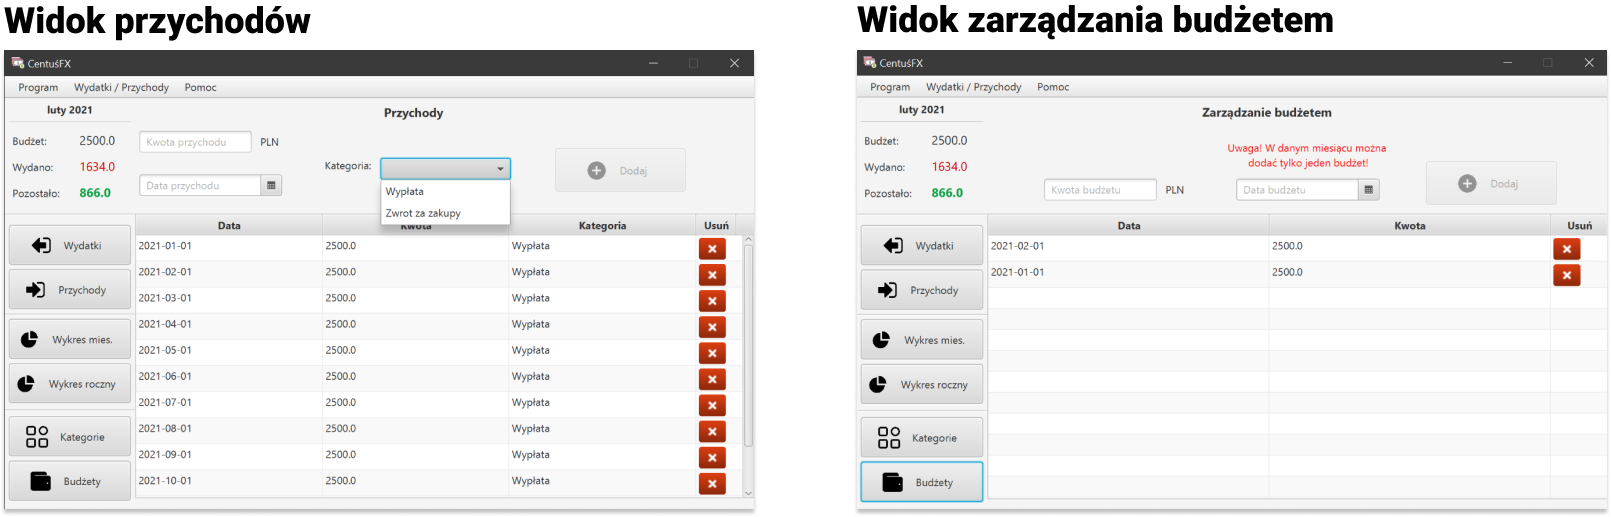 Widok przychodów
CentuśFX
Program Wydatki / Przychody Pomoc
luty 2021
Przychody
Budżet: 2500.0
Kwota przychodu PLN
Wydano: 1634.0
Kategoria:
Dodaj
Data przychodu
Pozostało: 866.0
Wypłata
Zwrot za zakupy
Data Kwota Kategoria Usuń
Wydatki
Przychody
Wykres mies.
Wykres roczny
Kategorie
Budżety
2021-01-01 2500.0 Wypłata
2021-02-01 2500.0 Wypłata
2021-03-01 2500.0 Wypłata
2021-04-01 2500.0 Wypłata
2021-05-01 2500.0 Wypłata
2021-06-01 2500.0 Wypłata
2021-07-01 2500.0 Wypłata
2021-08-01 2500.0 Wypłata
2021-09-01 2500.0 Wypłata
2021-10-01 2500.0 Wypłata
Widok zarządzania budżetem
CentuśFX
Program Wydatki / Przychody Pomoc
luty 2021
Zarządzanie budżetem
Budżet: 2500.0
Wydano: 1634.0
Pozostało: 866.0
Uwaga! W danym miesiącu można
dodać tylko jeden budżet!
Kwota budżetu PLN
Data budżetu
Dodaj
Data Kwota Usuń
Wydatki
Przychody
Wykres mies.
Wykres roczny
Kategorie
Budżety
2021-02-01 2500.0
2021-01-01 2500.0